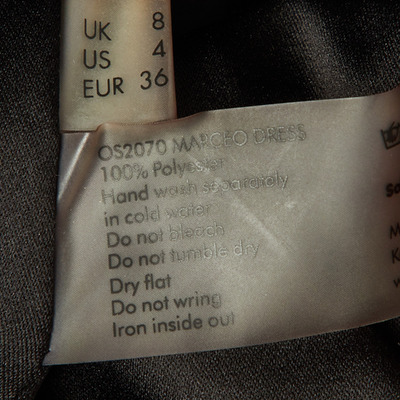 UK 8
US 4
EUR 36
OS2070 MARCEO DRESS
100% Polyester
Hand wash separately
in cold water
Do not bleach
Do not tumble dry
Dry flat
Do not wring
Iron inside out